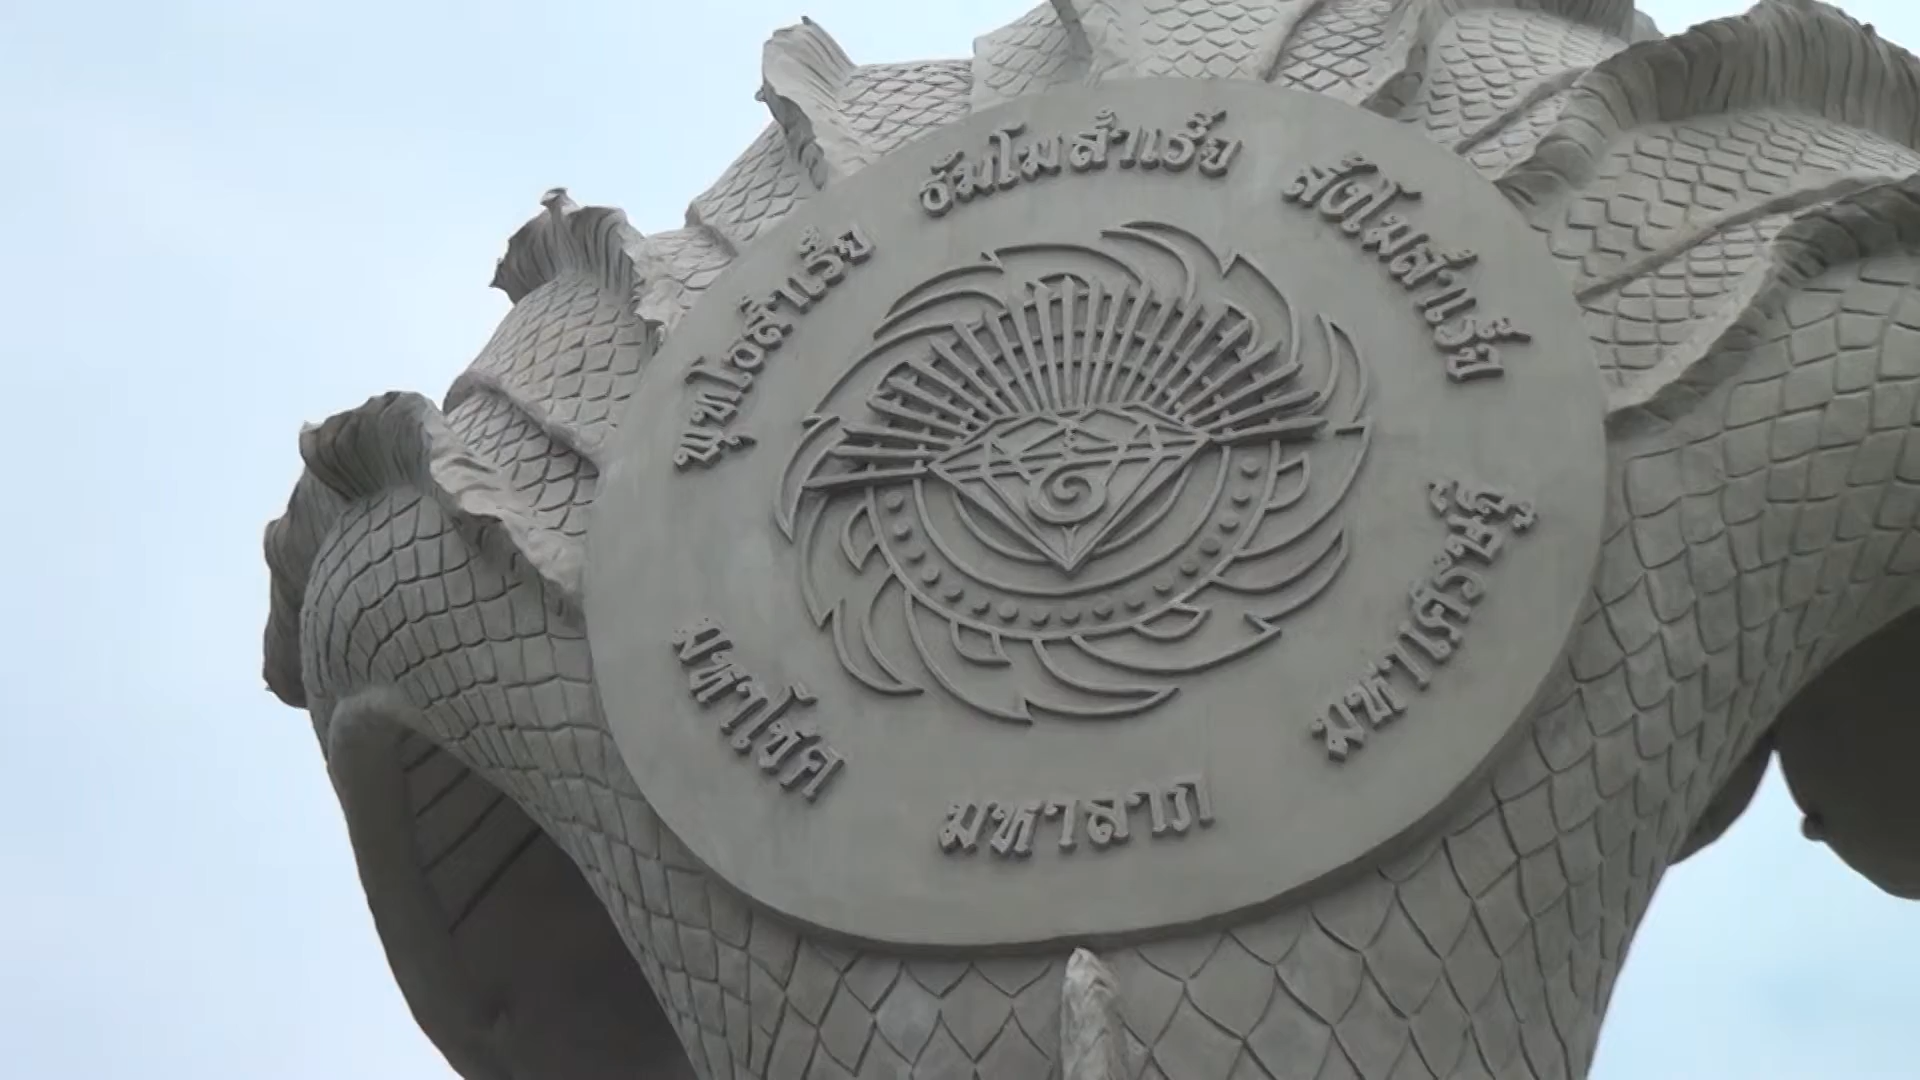 พุทโธสำเร็จ
ธัมโมสำเร็จ
สังโฆสำเร็จ
มหาโชค
มหาลาภ
มหาเศรษฐี